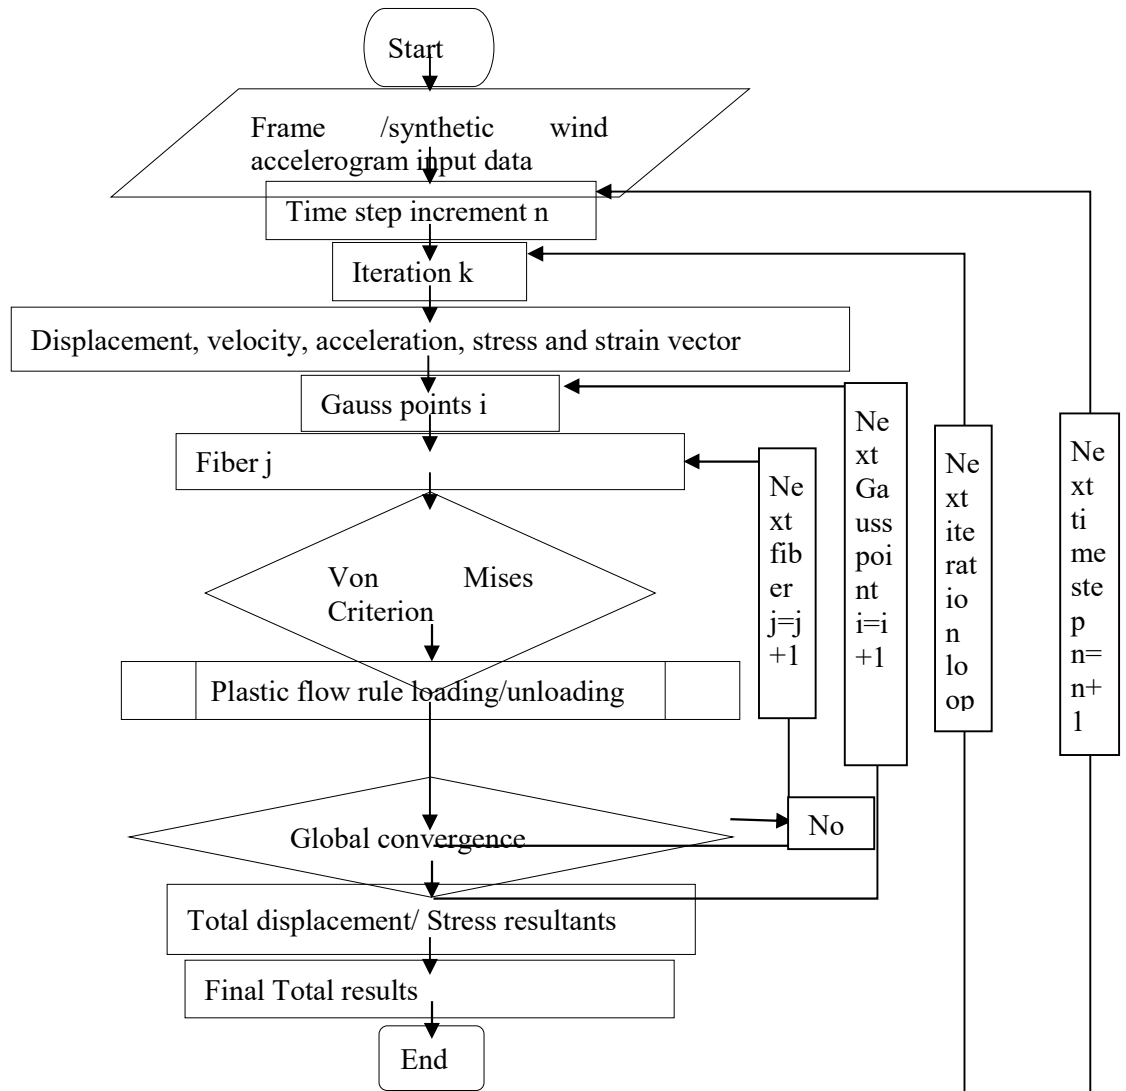 Start
Frame /synthetic wind
accelerogram input data
Time step increment n
Iteration k
Displacement, velocity, acceleration, stress and strain vector
Gauss points i
Fiber j
Von Mises
Criterion
Plastic flow rule loading/unloading
Global convergence
No
Total displacement/ Stress resultants
Final Total results
End
Ne
xt
fib
er
j=j
+1
Ne
xt
Ga
uss
poi
nt
i=i
+1
Ne
xt
ite
rat
io
n
lo
op
Ne
xt
ti
me
ste
p
n=
n+
1